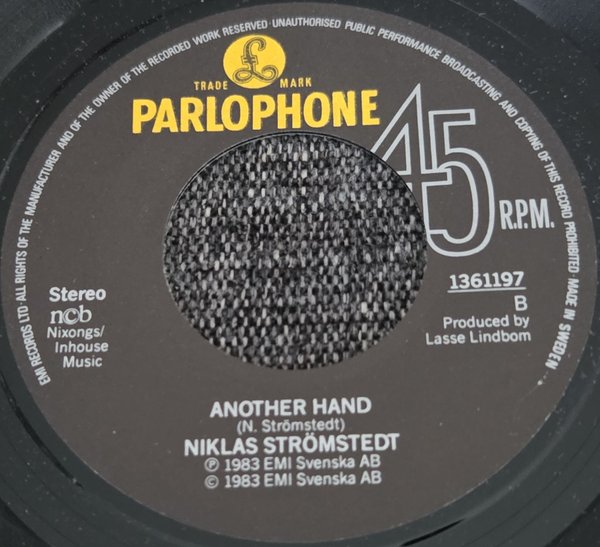 EMI RECORDS LTD ALL RIGHTS OF THE MANUFACTURER AND OF THE OWNER OF THE RECORDED WORK RESERVED · UNAUTHORISED PUBLIC PERFORMANCE BROADCASTING AND COPYING OF THIS RECORD PROHIBITED · MADE IN SWEDEN
£
TRADE MARK
PARLOPHONE
45 R.P.M.
Stereo
ncb
Nixongs/
Inhouse
Music
1361197
B
Produced by
Lasse Lindbom
ANOTHER HAND
(N. Strömstedt)
NIKLAS STRÖMSTEDT
℗ 1983 EMI Svenska AB
© 1983 EMI Svenska AB